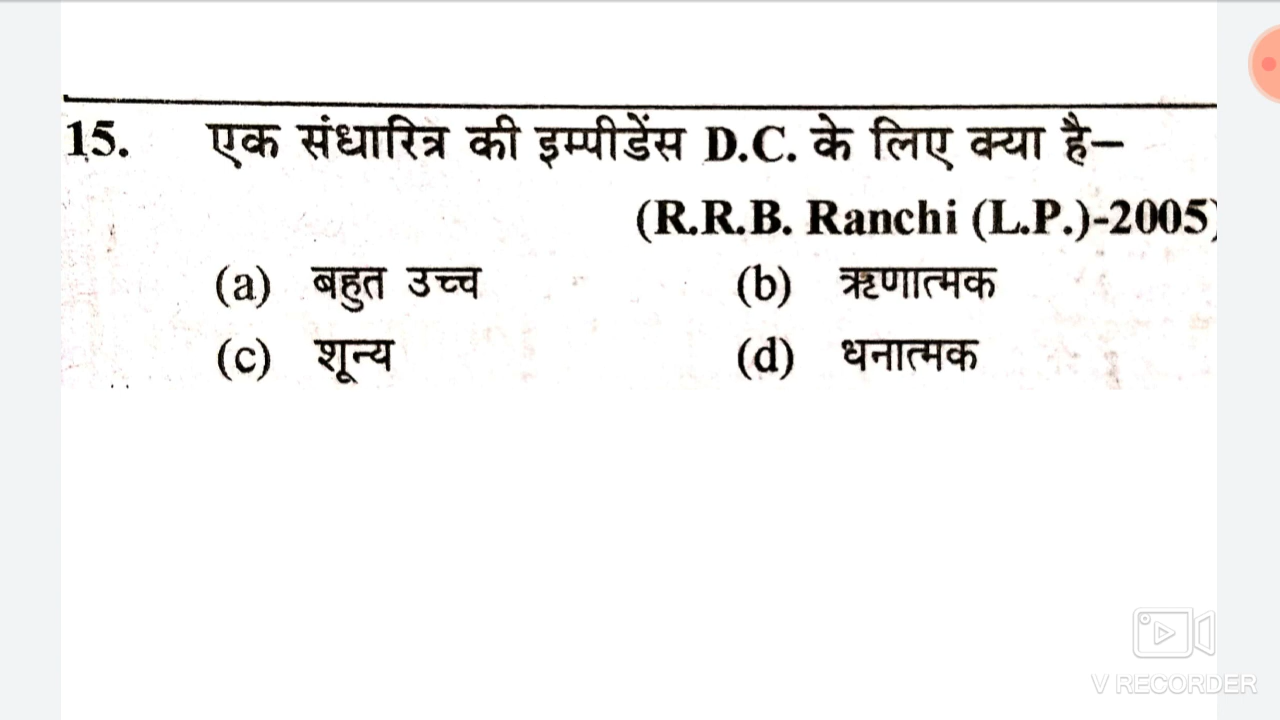 15. एक संधारित्र की इम्पीडेंस D.C. के लिए क्या है–
(R.R.B. Ranchi (L.P.)-2005)
(a) बहुत उच्च (b) ऋणात्मक
(c) शून्य (d) धनात्मक
V RECORDER